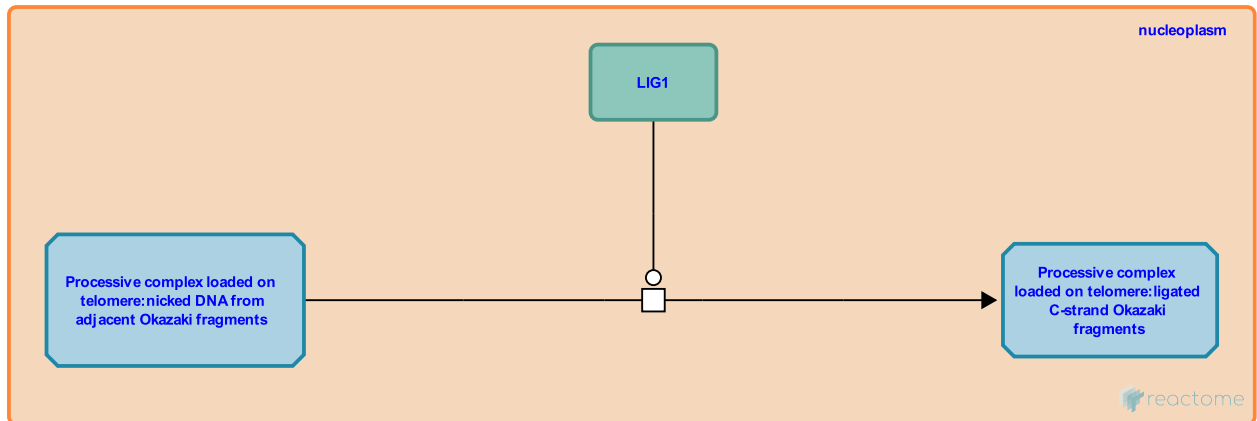 nucleoplasm
LIG1
Processive complex loaded on
telomere:nicked DNA from
adjacent Okazaki fragments
Processive complex
loaded on telomere:ligated
C-strand Okazaki
fragments
reactome